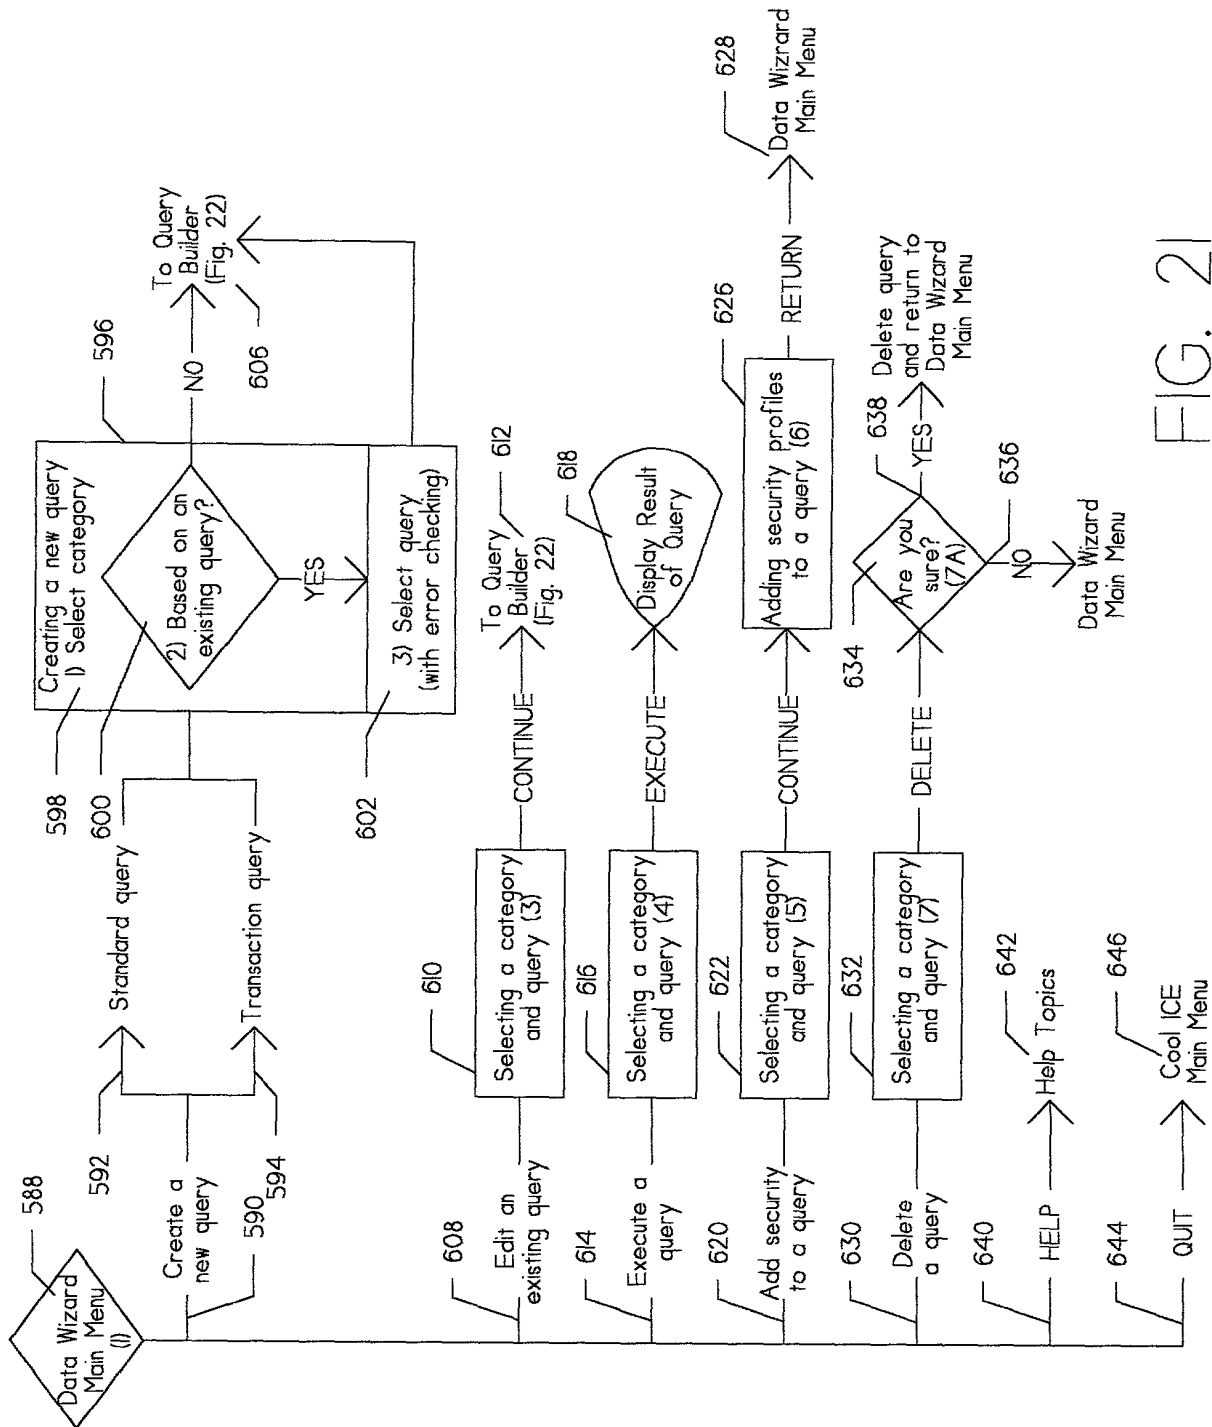 588
Data Wizard
Main Menu
(1)
590
Create a
new query
592
594
Standard query
Transaction query
596
Creating a new query
598
1) Select category
600
2) Based on an
existing query?
NO
YES
602
3) Select query
(with error checking)
To Query
Builder
(Fig. 22)
606
608
Edit an
existing query
610
Selecting a category
and query (3)
CONTINUE
To Query
Builder
(Fig. 22)
612
614
Execute a
query
616
Selecting a category
and query (4)
EXECUTE
Display Result
of Query
618
620
Add security
to a query
622
Selecting a category
and query (5)
CONTINUE
Adding security profiles
to a query (6)
626
RETURN
Data Wizrard
Main Menu
628
630
Delete
a query
632
Selecting a category
and query (7)
DELETE
634
Are you
sure?
(7A)
YES
638
Delete query
and return to
Data Wizard
Main Menu
NO
636
Data Wizard
Main Menu
640
HELP
Help Topics
642
644
QUIT
Cool ICE
Main Menu
646
FIG. 21